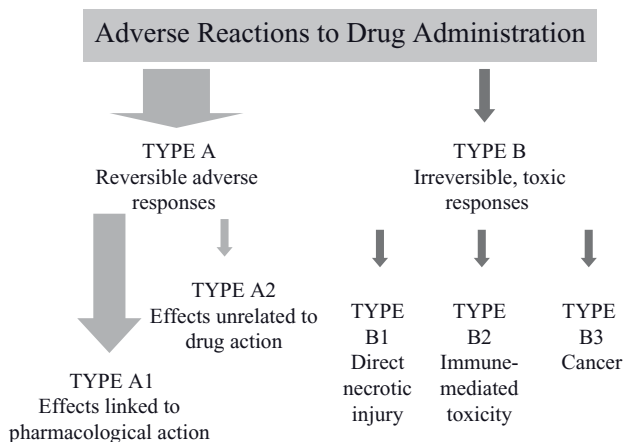 Adverse Reactions to Drug Administration
TYPE A
Reversible adverse
responses
TYPE B
Irreversible, toxic
responses
TYPE A2
Effects unrelated to
drug action
TYPE A1
Effects linked to
pharmacological action
TYPE
B1
Direct
necrotic
injury
TYPE
B2
Immune-
mediated
toxicity
TYPE
B3
Cancer